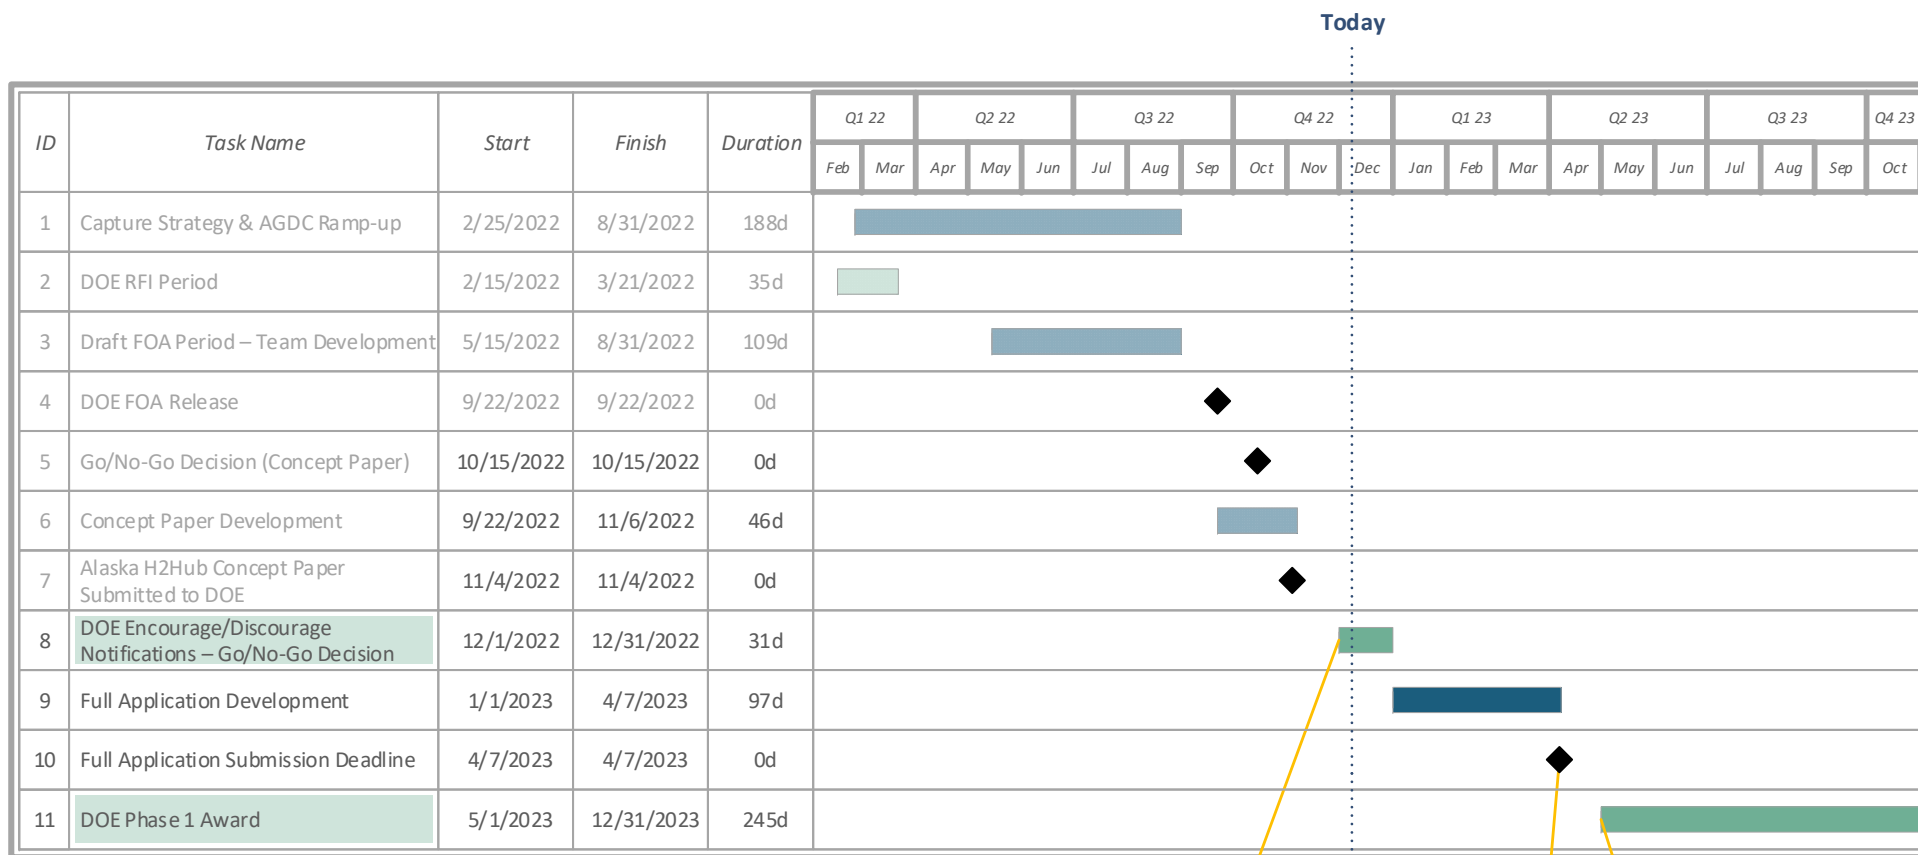 Today
ID Task Name Start Finish Duration Q1 22 Q2 22 Q3 22 Q4 22 Q1 23 Q2 23 Q3 23 Q4 23
Feb Mar Apr May Jun Jul Aug Sep Oct Nov Dec Jan Feb Mar Apr May Jun Jul Aug Sep Oct
1 Capture Strategy & AGDC Ramp-up 2/25/2022 8/31/2022 188d
2 DOE RFI Period 2/15/2022 3/21/2022 35d
3 Draft FOA Period – Team Development 5/15/2022 8/31/2022 109d
4 DOE FOA Release 9/22/2022 9/22/2022 0d
5 Go/No-Go Decision (Concept Paper) 10/15/2022 10/15/2022 0d
6 Concept Paper Development 9/22/2022 11/6/2022 46d
7 Alaska H2Hub Concept Paper
Submitted to DOE 11/4/2022 11/4/2022 0d
8 DOE Encourage/Discourage
Notifications – Go/No-Go Decision 12/1/2022 12/31/2022 31d
9 Full Application Development 1/1/2023 4/7/2023 97d
10 Full Application Submission Deadline 4/7/2023 4/7/2023 0d
11 DOE Phase 1 Award 5/1/2023 12/31/2023 245d